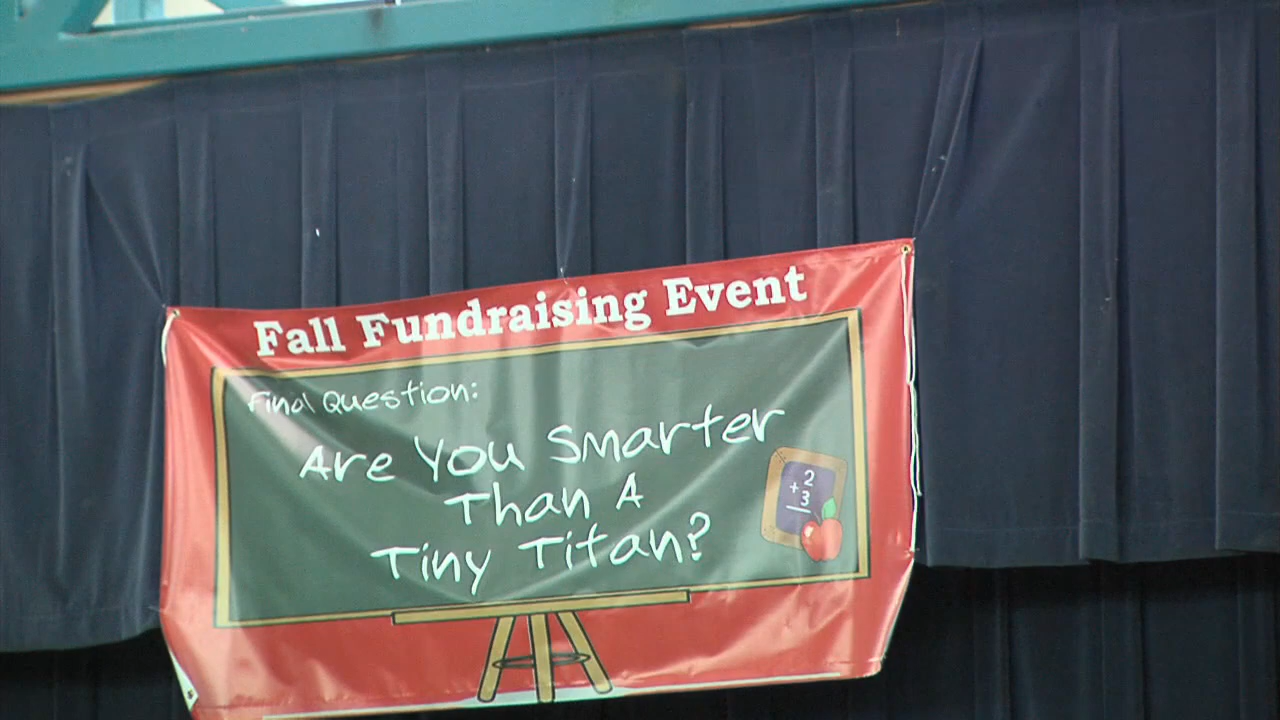 Fall Fundraising Event
Final Question:
Are You Smarter
Than A
Tiny Titan?
2
+ 3